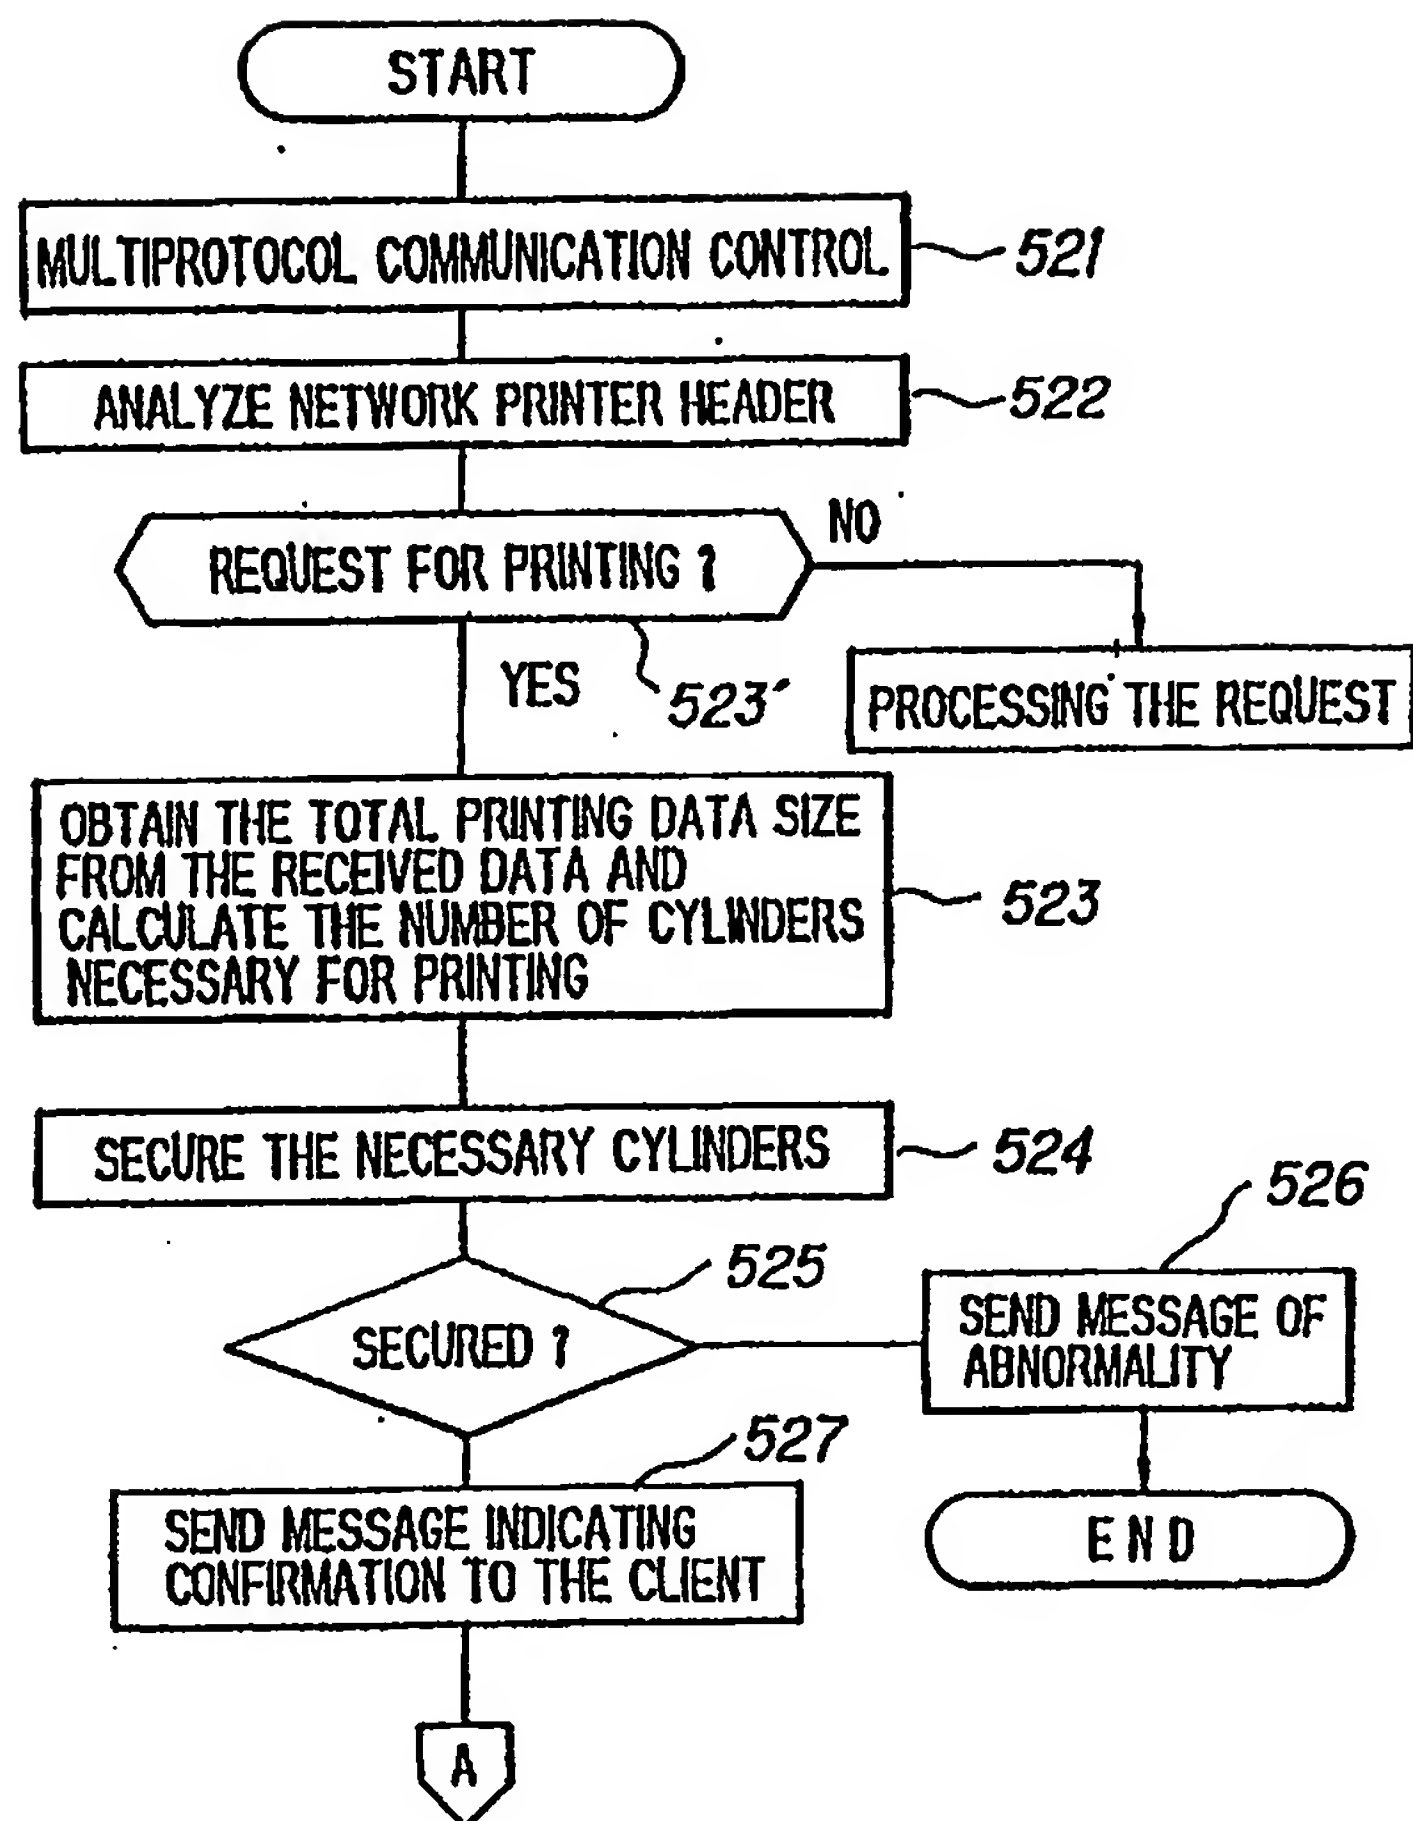 START
MULTIPROTOCOL COMMUNICATION CONTROL
521
ANALYZE NETWORK PRINTER HEADER
522
REQUEST FOR PRINTING ?
NO
YES
523'
PROCESSING THE REQUEST
OBTAIN THE TOTAL PRINTING DATA SIZE
FROM THE RECEIVED DATA AND
CALCULATE THE NUMBER OF CYLINDERS
NECESSARY FOR PRINTING
523
SECURE THE NECESSARY CYLINDERS
524
526
525
SECURED ?
SEND MESSAGE OF
ABNORMALITY
527
SEND MESSAGE INDICATING
CONFIRMATION TO THE CLIENT
END
A